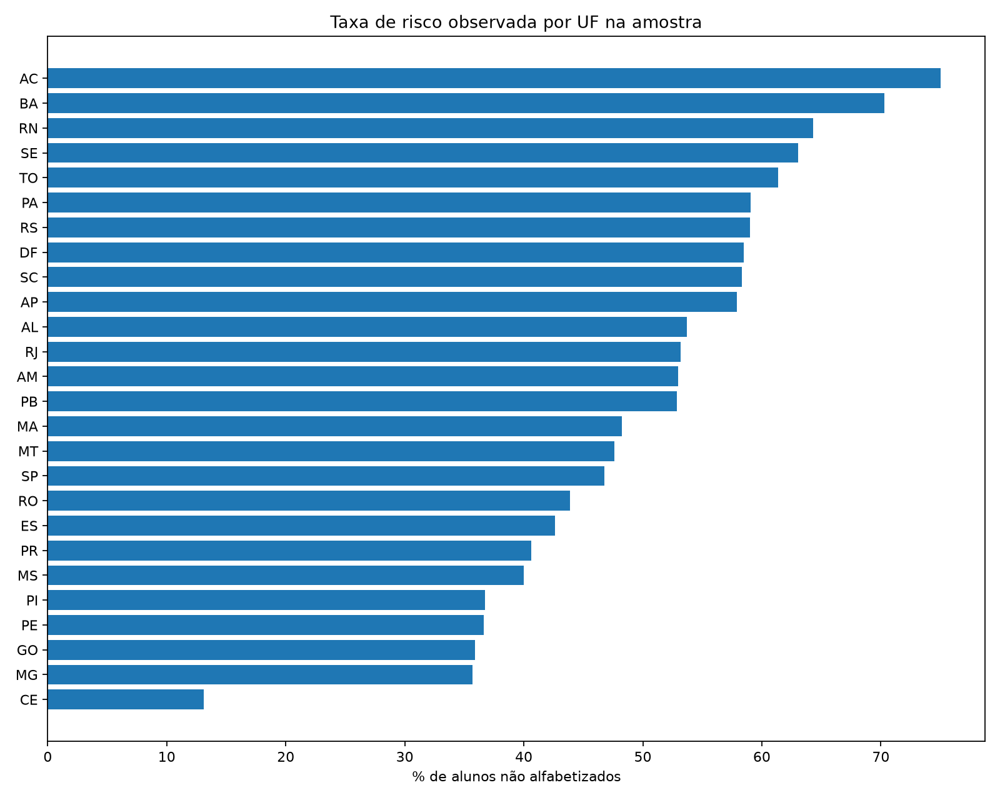 Taxa de risco observada por UF na amostra
AC
BA
RN
SE
TO
PA
RS
DF
SC
AP
AL
RJ
AM
PB
MA
MT
SP
RO
ES
PR
MS
PI
PE
GO
MG
CE
0 10 20 30 40 50 60 70
% de alunos não alfabetizados